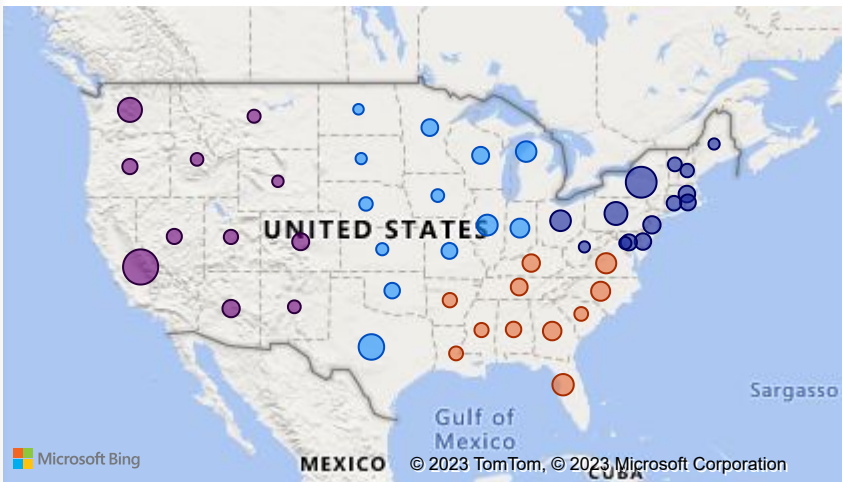 UNITED STATES
Sargasso
Gulf of
Mexico
Microsoft Bing
MEXICO
© 2023 TomTom, © 2023 Microsoft Corporation
CUBA